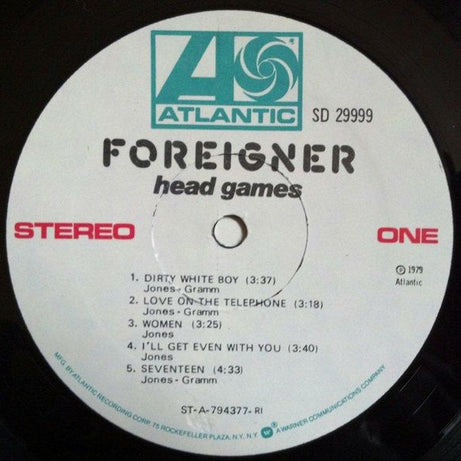 ATLANTIC
SD 29999
FOREIGNER
head games
STEREO
ONE
1. DIRTY WHITE BOY (3:37)
Jones - Gramm
℗ 1979
Atlantic
2. LOVE ON THE TELEPHONE (3:18)
Jones - Gramm
3. WOMEN (3:25)
Jones
4. I'LL GET EVEN WITH YOU (3:40)
Jones
5. SEVENTEEN (4:33)
Jones - Gramm
ST-A-794377- RI
MFG. BY ATLANTIC RECORDING CORP. 75 ROCKEFELLER PLAZA, N.Y. N.Y. A WARNER COMMUNICATIONS COMPANY